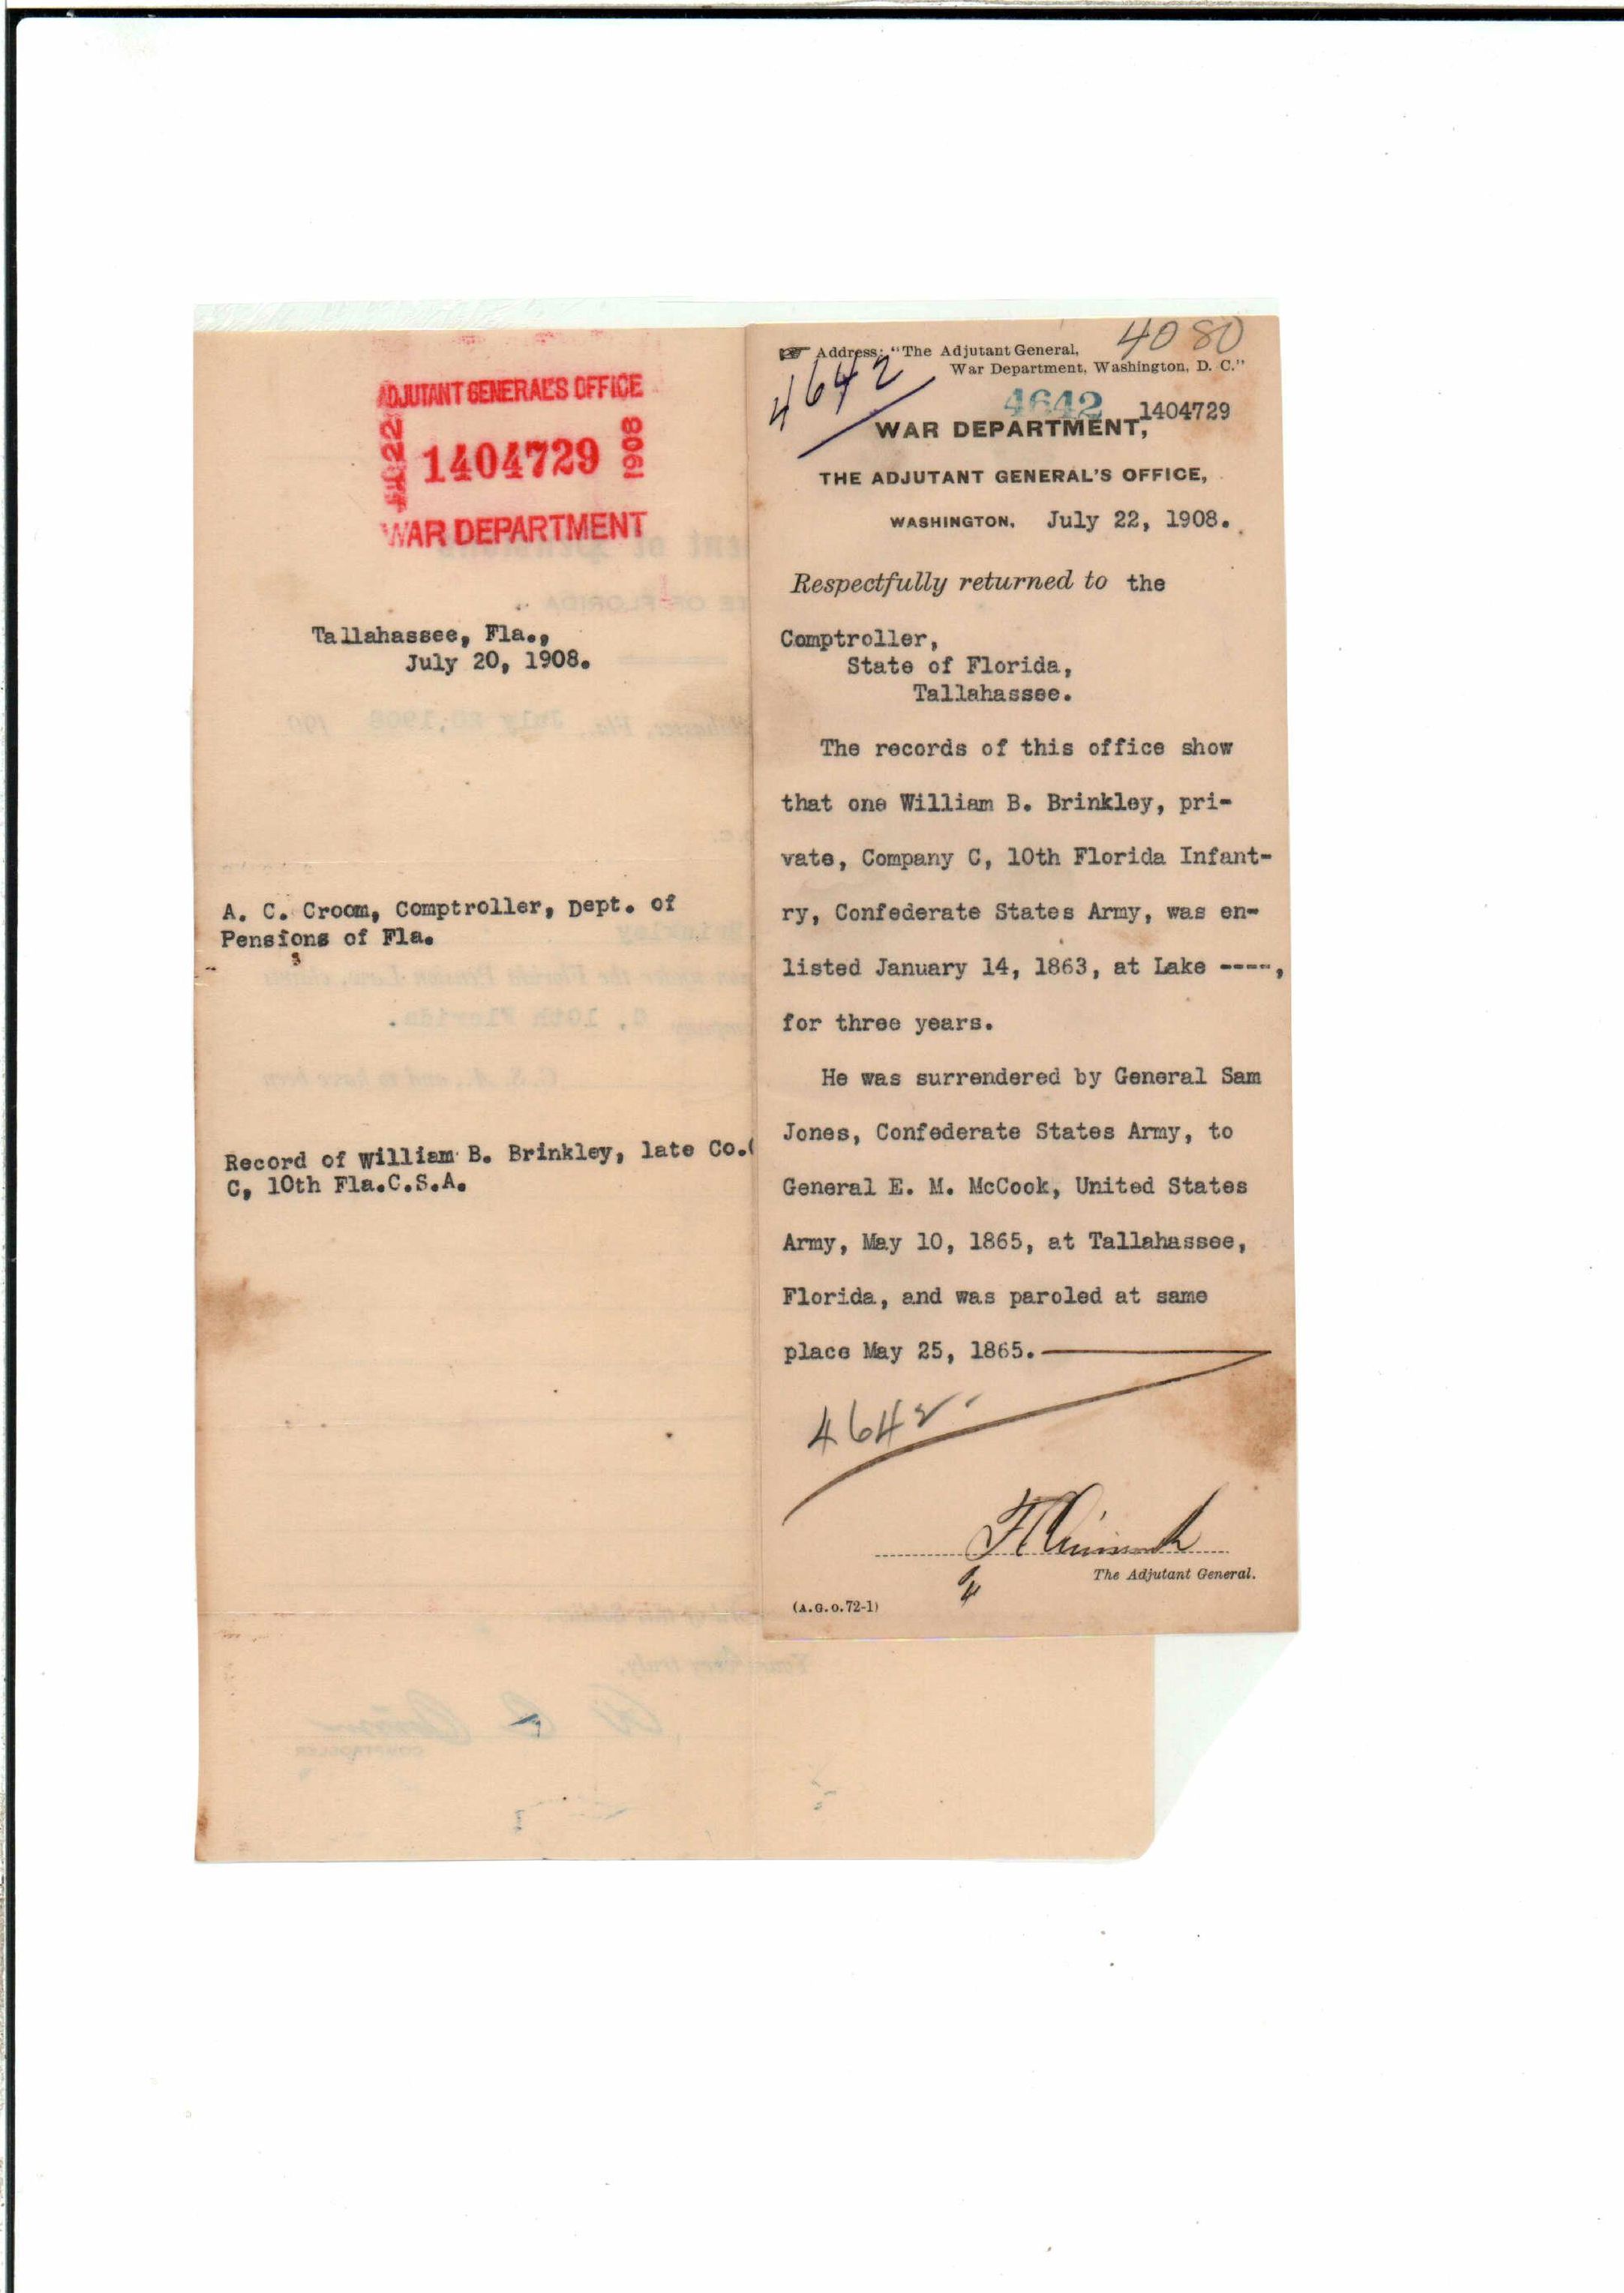 ADJUTANT GENERAL'S OFFICE
22
1404729
1908
WAR DEPARTMENT
Tallahassee, Fla.,
July 20, 1908.
A. C. Croom, Comptroller, Dept. of
Pensions of Fla.
Record of William B. Brinkley, late Co.(
C, 10th Fla.C.S.A.
4080
Address: "The Adjutant General,
War Department, Washington, D. C."
4642
4642
1404729
WAR DEPARTMENT,
THE ADJUTANT GENERAL'S OFFICE,
WASHINGTON, July 22, 1908.
Respectfully returned to the
Comptroller,
State of Florida,
Tallahassee.
The records of this office show
that one William B. Brinkley, pri-
vate, Company C, 10th Florida Infant-
ry, Confederate States Army, was en-
listed January 14, 1863, at Lake ----,
for three years.
He was surrendered by General Sam
Jones, Confederate States Army, to
General E. M. McCook, United States
Army, May 10, 1865, at Tallahassee,
Florida, and was paroled at same
place May 25, 1865.
4642.
The Adjutant General.
(A.G.O.72-1)